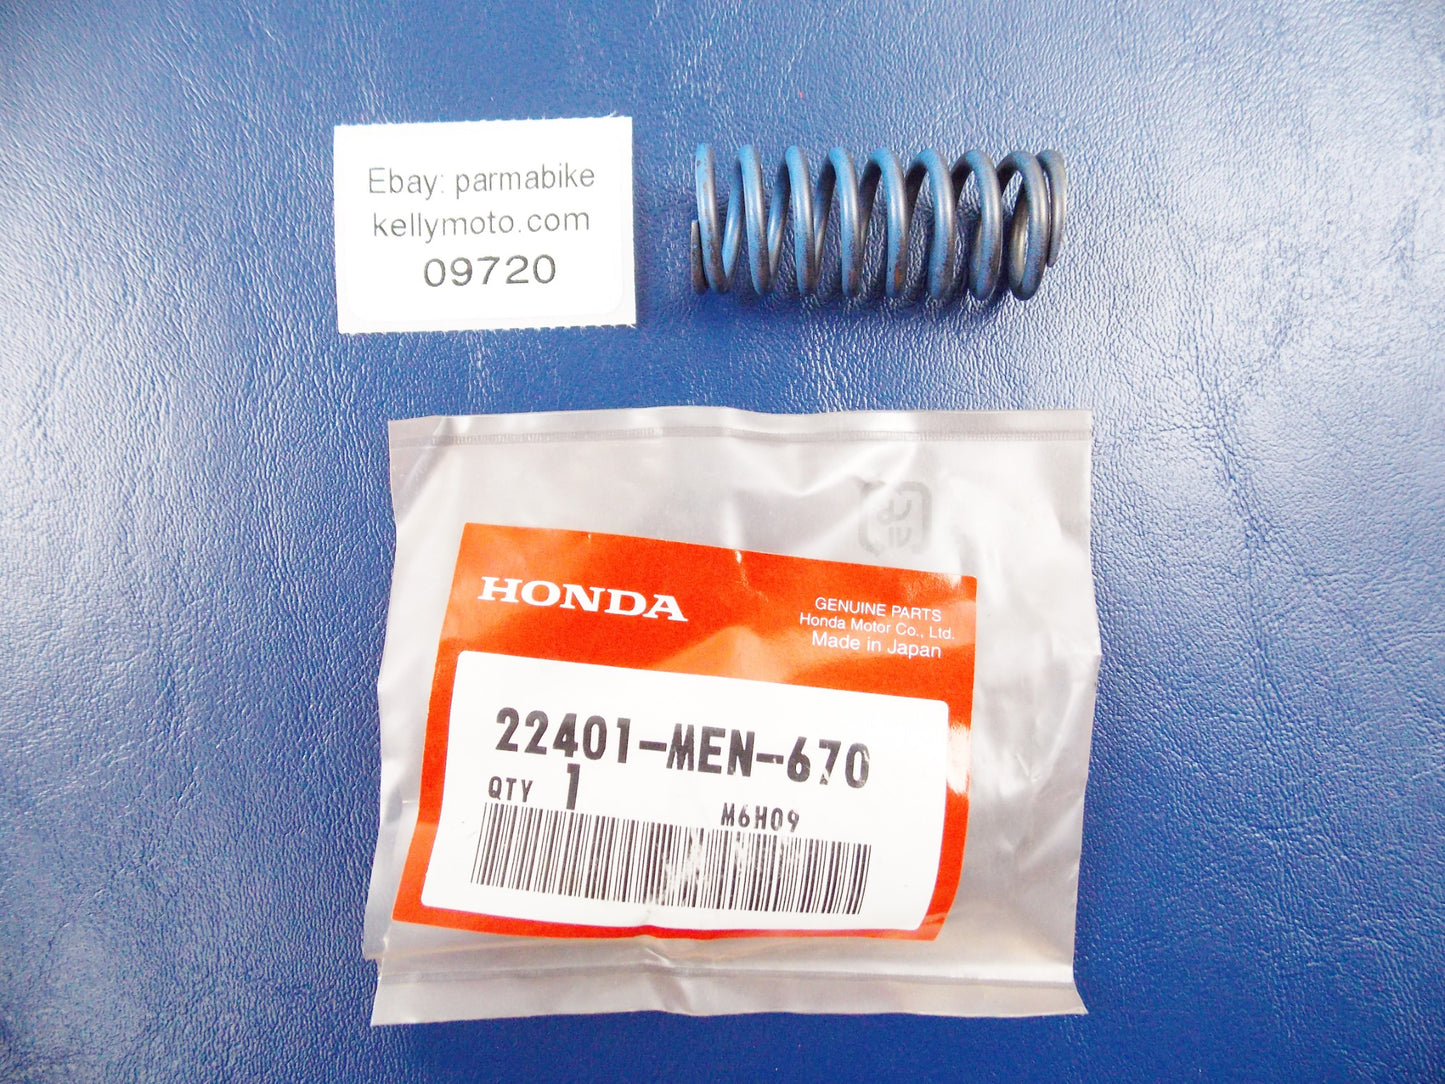 Ebay: parmabike
kellymoto.com
09720
HONDA
GENUINE PARTS
Honda Motor Co., Ltd.
Made in Japan
22401-MEN-670
QTY 1
M6H09